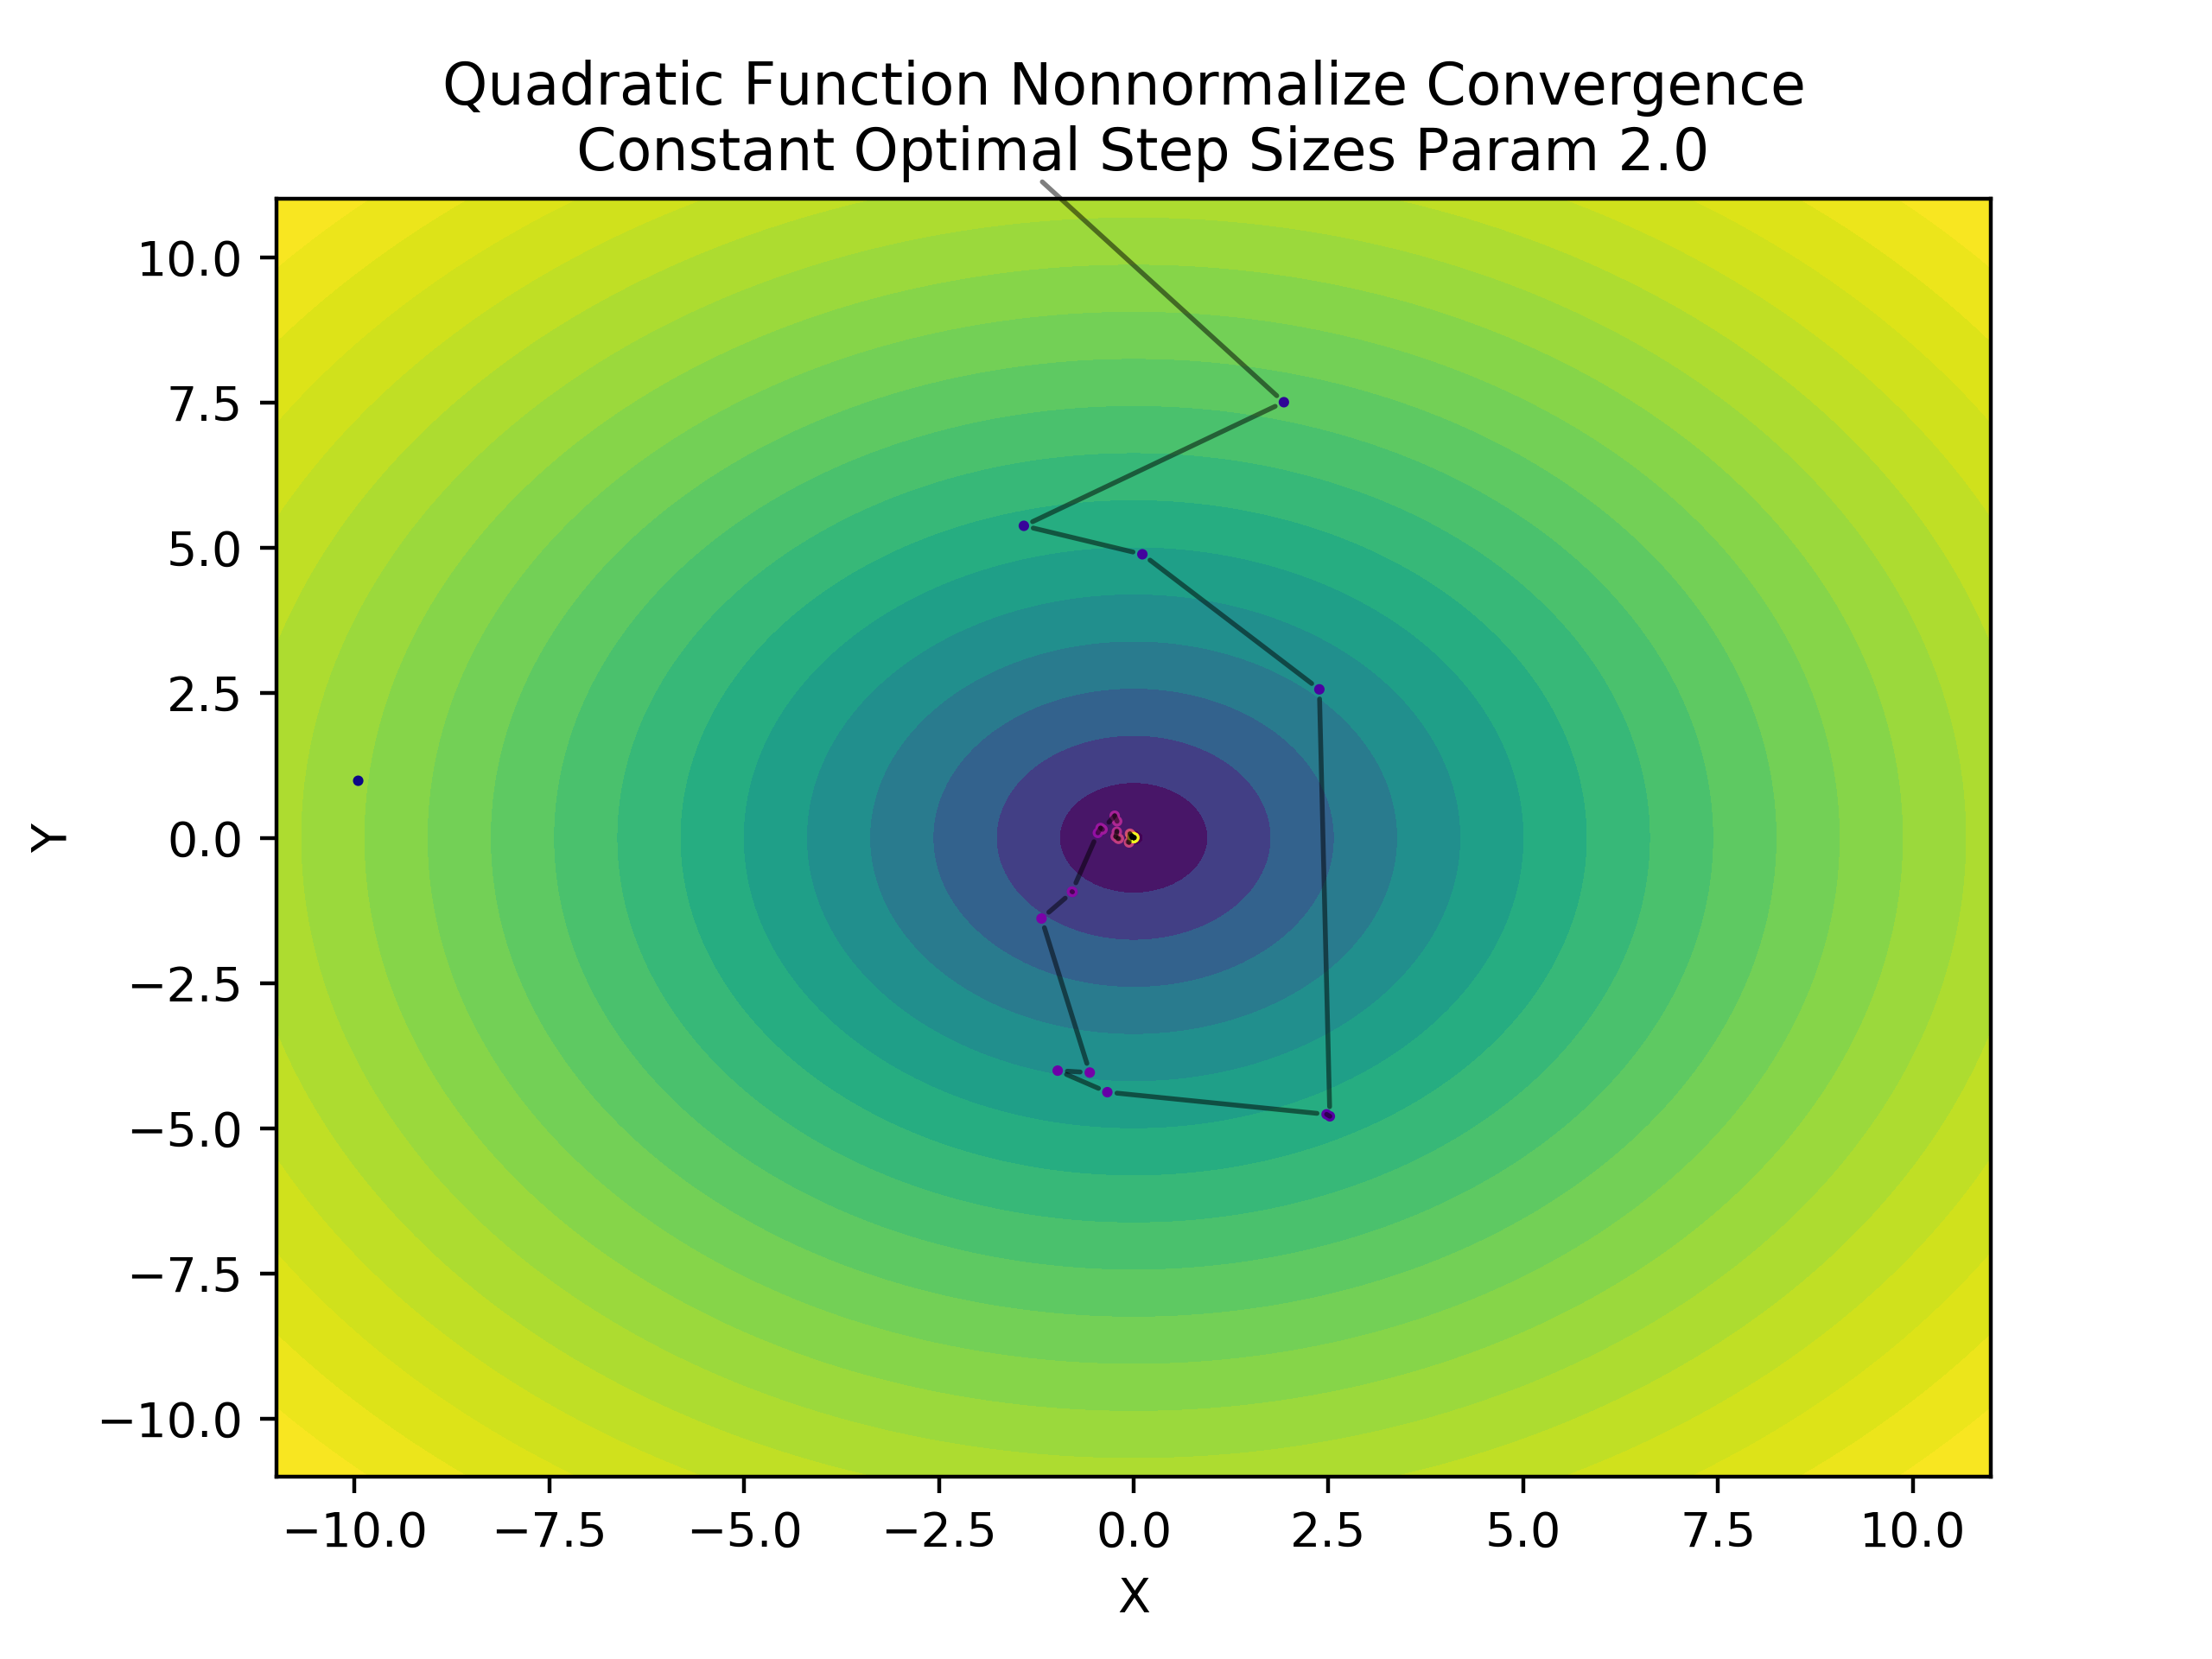 Quadratic Function Nonnormalize Convergence
Constant Optimal Step Sizes Param 2.0
10.0
7.5
5.0
2.5
0.0
−2.5
−5.0
−7.5
−10.0
Y
−10.0 −7.5 −5.0 −2.5 0.0 2.5 5.0 7.5 10.0
X